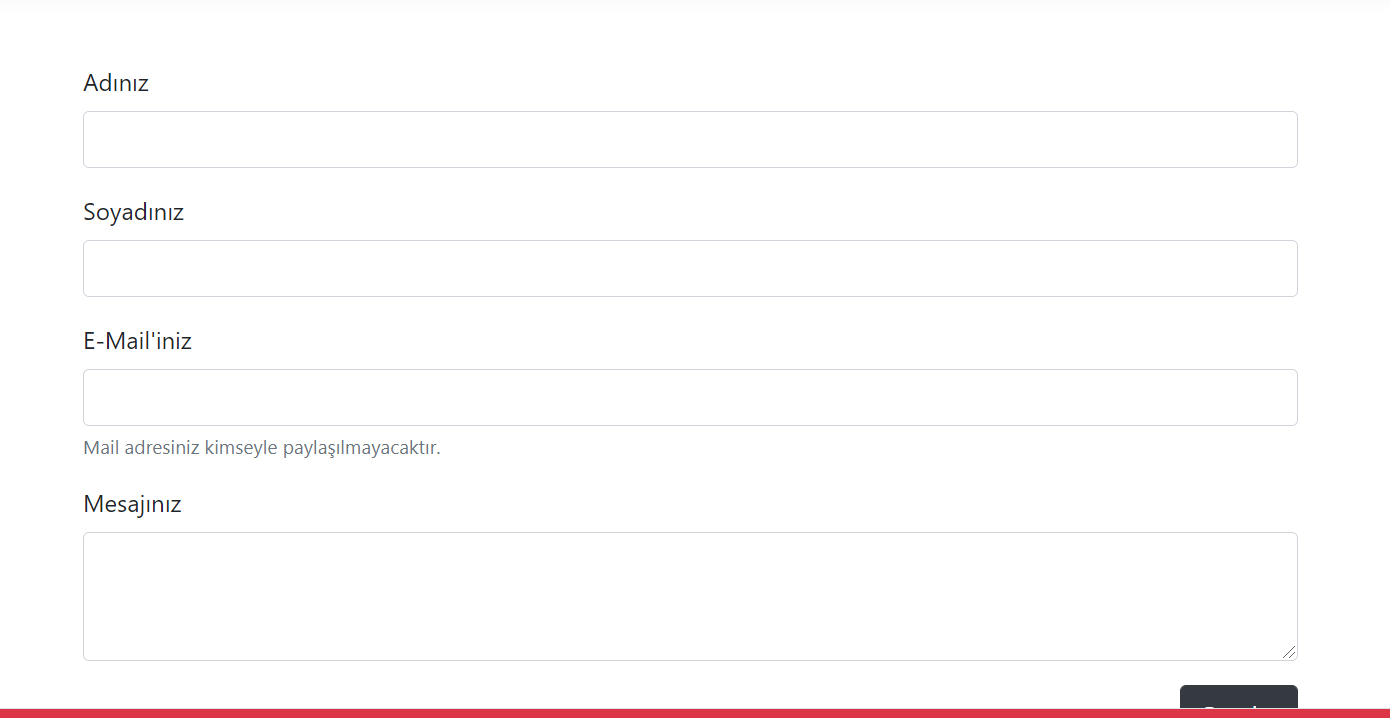 Adınız
Soyadınız
E-Mail'iniz
Mail adresiniz kimseyle paylaşılmayacaktır.
Mesajınız